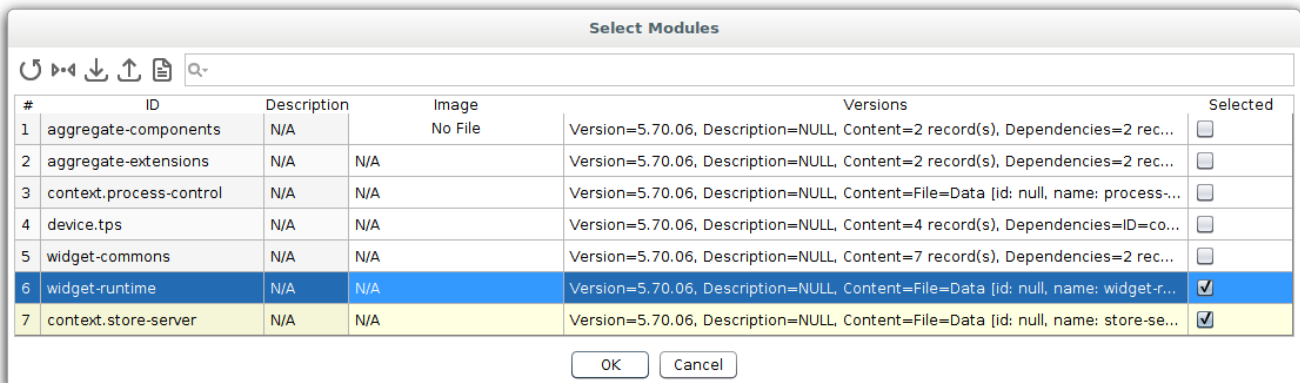 Select Modules
# ID Description Image Versions Selected
1 aggregate-components N/A No File Version=5.70.06, Description=NULL, Content=2 record(s), Dependencies=2 rec...
2 aggregate-extensions N/A N/A Version=5.70.06, Description=NULL, Content=2 record(s), Dependencies=2 rec...
3 context.process-control N/A N/A Version=5.70.06, Description=NULL, Content=File=Data [id: null, name: process-...
4 device.tps N/A N/A Version=5.70.06, Description=NULL, Content=4 record(s), Dependencies=ID=co...
5 widget-commons N/A N/A Version=5.70.06, Description=NULL, Content=7 record(s), Dependencies=2 rec...
6 widget-runtime N/A N/A Version=5.70.06, Description=NULL, Content=File=Data [id: null, name: widget-r...
7 context.store-server N/A N/A Version=5.70.06, Description=NULL, Content=File=Data [id: null, name: store-se...
OK Cancel